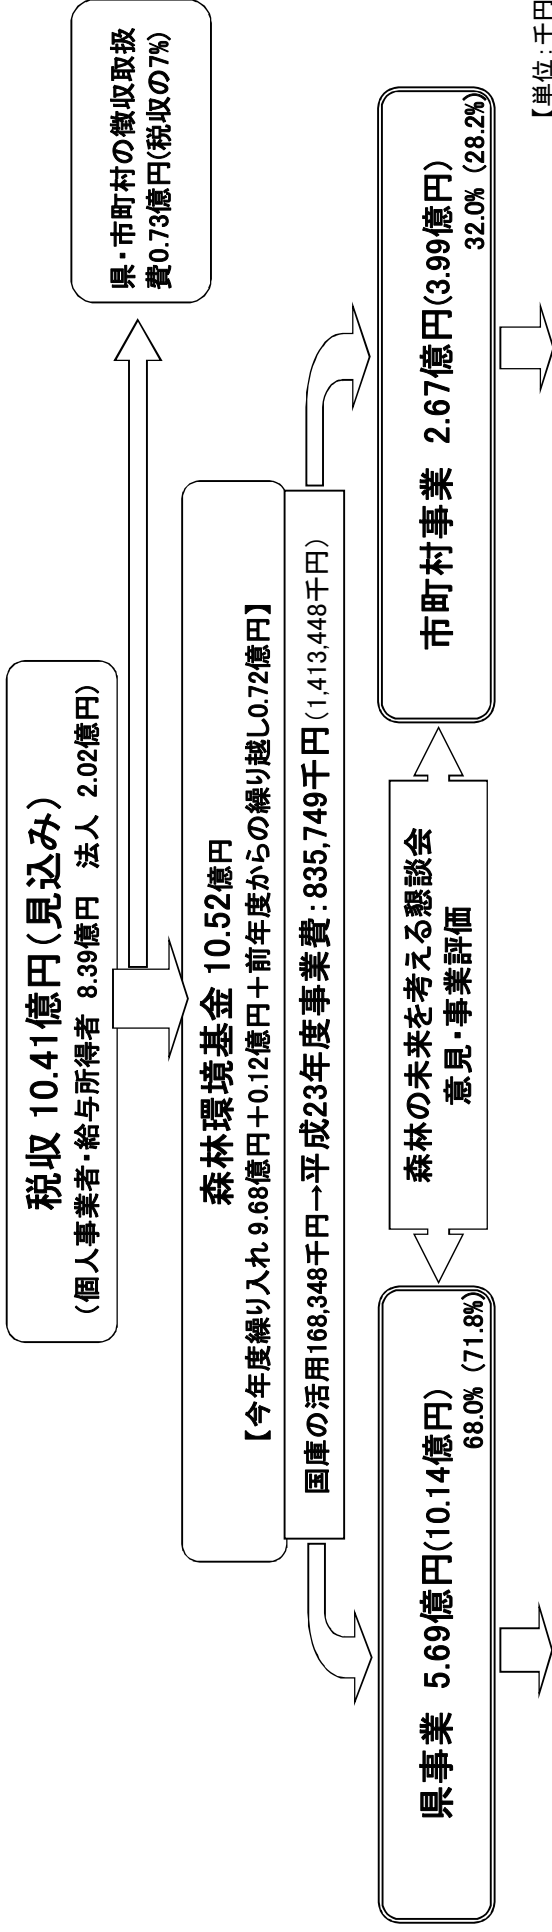 税収 10.41億円(見込み)
(個人事業者・給与所得者 8.39億円 法人 2.02億円)
県・市町村の徴収取扱
費0.73億円(税収の7%)
森林環境基金 10.52億円
【今年度繰り入れ 9.68億円+0.12億円+前年度からの繰り越し0.72億円】
国庫の活用168,348千円→平成23年度事業費:835,749千円(1,413,448千円)
県事業 5.69億円(10.14億円)
68.0% (71.8%)
森林の未来を考える懇談会
意見・事業評価
市町村事業 2.67億円(3.99億円)
32.0% (28.2%)
【単位:千円